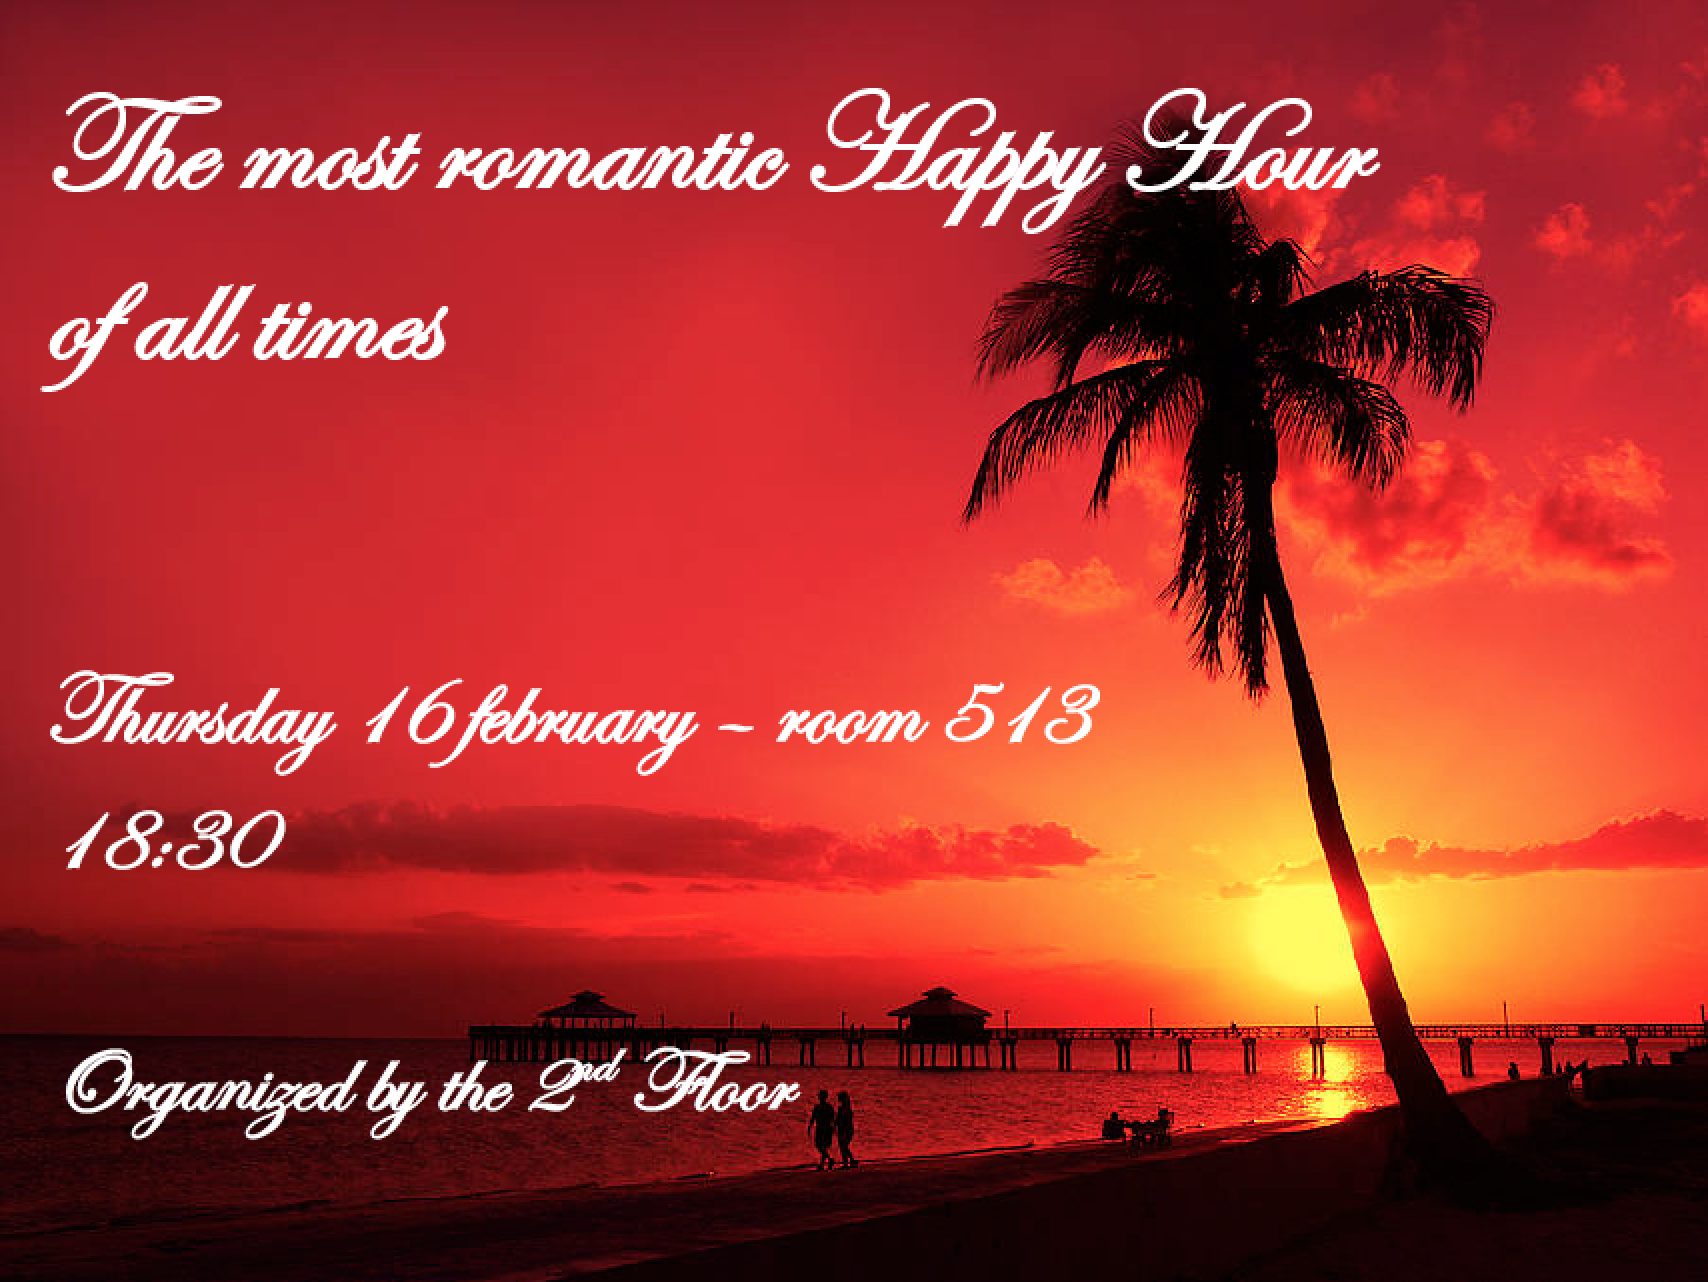 The most romantic Happy Hour
of all times
Thursday 16 february – room 513
18:30
Organized by the 2nd Floor